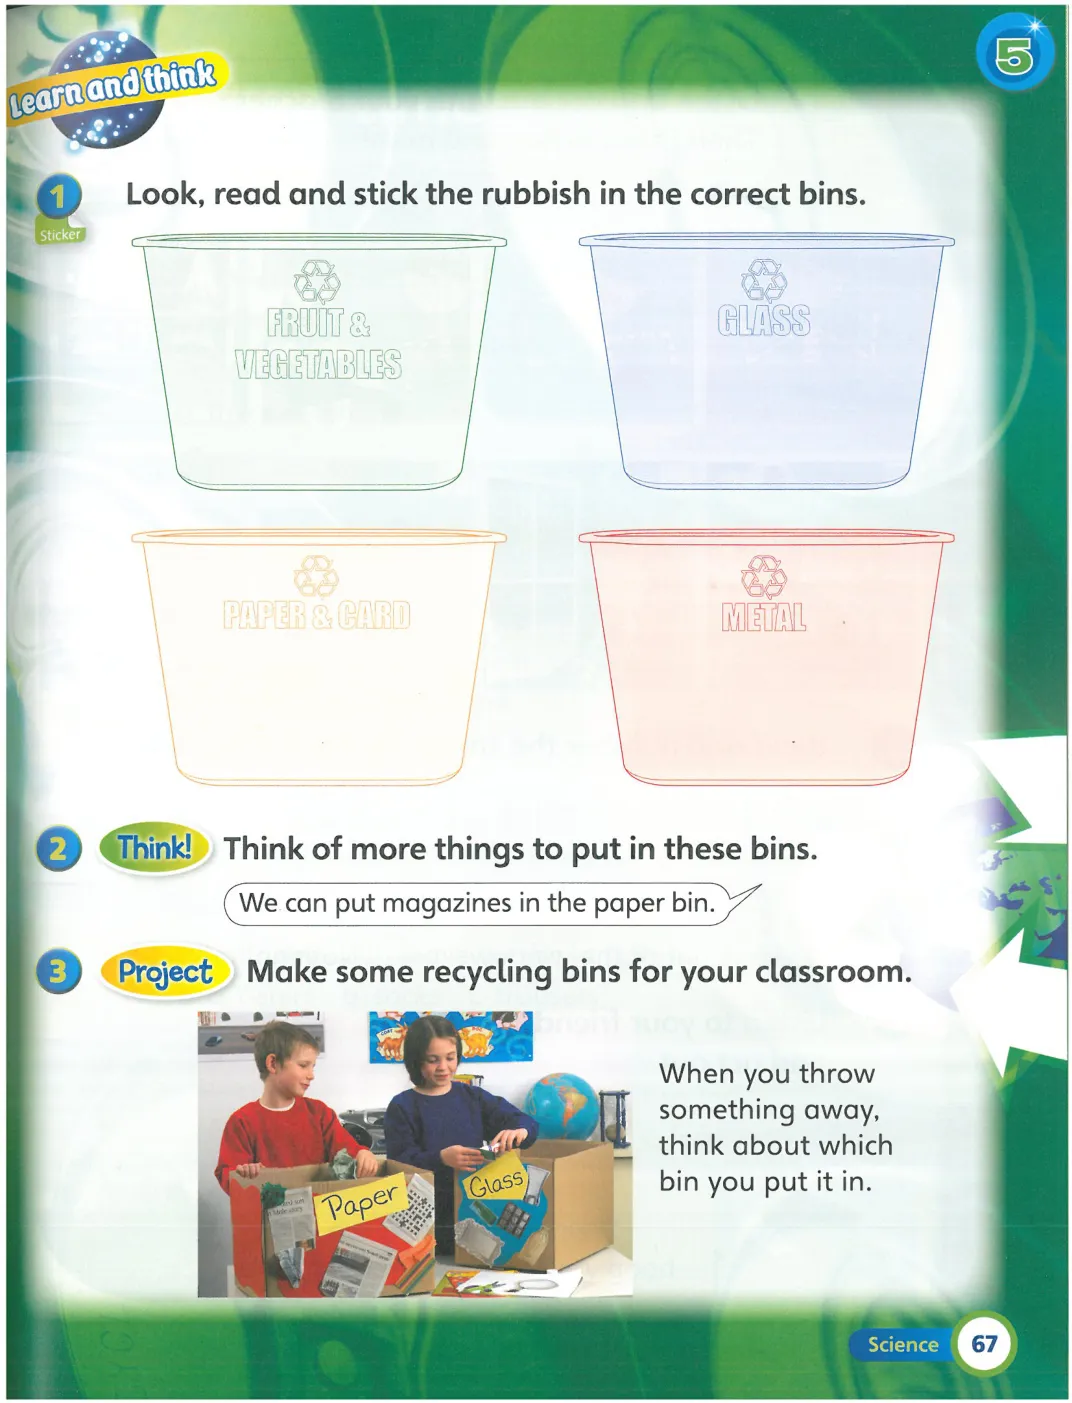 Learn and think
5
1
Look, read and stick the rubbish in the correct bins.
Sticker
FRUIT &
VEGETABLES
GLASS
PAPER & CARD
METAL
2
Think!
Think of more things to put in these bins.
We can put magazines in the paper bin.
3
Project
Make some recycling bins for your classroom.
Paper
Glass
When you throw
something away,
think about which
bin you put it in.
Science
67